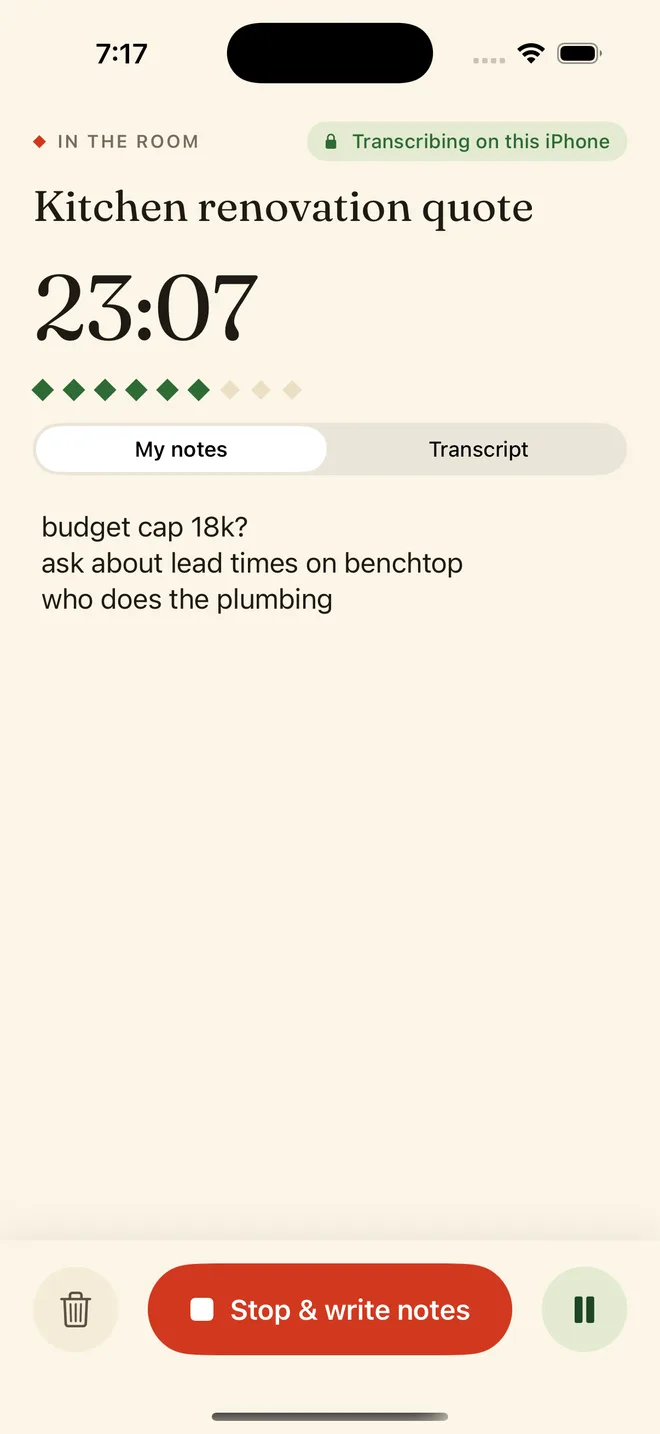 7:17
IN THE ROOM
Transcribing on this iPhone
Kitchen renovation quote
23:07
My notes
Transcript
budget cap 18k?
ask about lead times on benchtop
who does the plumbing
Stop & write notes